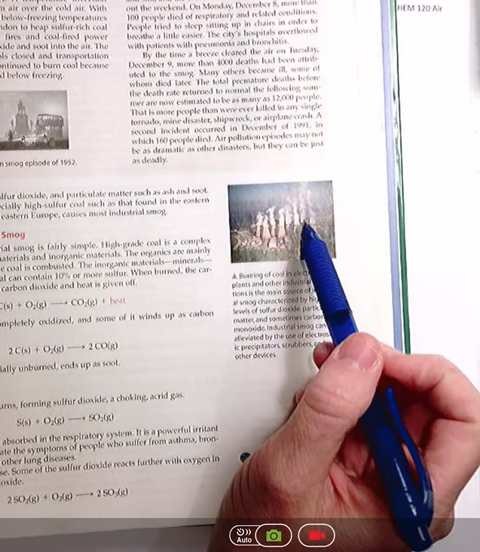 n air over the cold air. With
below-freezing temperatures
ndon to heap sulfur-rich coal
fires and coal-fired power
xide and soot into the air. The
ols closed and transportation
ontinued to burn coal because
d below freezing.
n smog episode of 1952.
out the weekend. On Monday, December 8, more than
100 people died of respiratory and related conditions.
People tried to sleep sitting up in chairs in order to
breathe a little easier. The city's hospitals overflowed
with patients with pneumonia and bronchitis.
By the time a breeze cleared the air on Tuesday,
December 9, more than 4000 deaths had been attrib-
uted to the smog. Many others became ill, some of
whom died later. The total premature deaths before
the death rate returned to normal the following sum-
mer are now estimated to be as many as 12,000 people.
That is more people than were ever killed in any single
tornado, mine disaster, shipwreck, or airplane crash. A
second incident occurred in December of 1991, in
which 160 people died. Air pollution episodes may not
be as dramatic as other disasters, but they can be just
as deadly.
HEM 120 Air
lfur dioxide, and particulate matter such as ash and soot.
cially high-sulfur coal such as that found in the eastern
eastern Europe, causes most industrial smog.
Smog
ial smog is fairly simple. High-grade coal is a complex
materials and inorganic materials. The organics are mainly
e coal is combusted. The inorganic materials—minerals—
al can contain 10% or more sulfur. When burned, the car-
carbon dioxide and heat is given off.
C(s) + O₂(g) ⟶ CO₂(g) + heat
ompletely oxidized, and some of it winds up as carbon
2 C(s) + O₂(g) ⟶ 2 CO(g)
ially unburned, ends up as soot.
urns, forming sulfur dioxide, a choking, acrid gas.
S(s) + O₂(g) ⟶ SO₂(g)
absorbed in the respiratory system. It is a powerful irritant
ate the symptoms of people who suffer from asthma, bron-
other lung diseases.
se. Some of the sulfur dioxide reacts further with oxygen in
oxide.
2 SO₂(g) + O₂(g) ⟶ 2 SO₃(g)
▲ Burning of coal in elect
plants and other industrial
tions is the main source of
al smog characterized by hig
levels of sulfur dioxide, partic
matter, and sometimes carbon
monoxide. Industrial smog can
alleviated by the use of electros
ic precipitators, scrubbers, a
other devices.
Auto